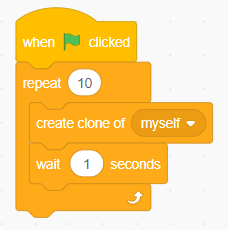 when clicked
repeat 10
create clone of myself
wait 1 seconds